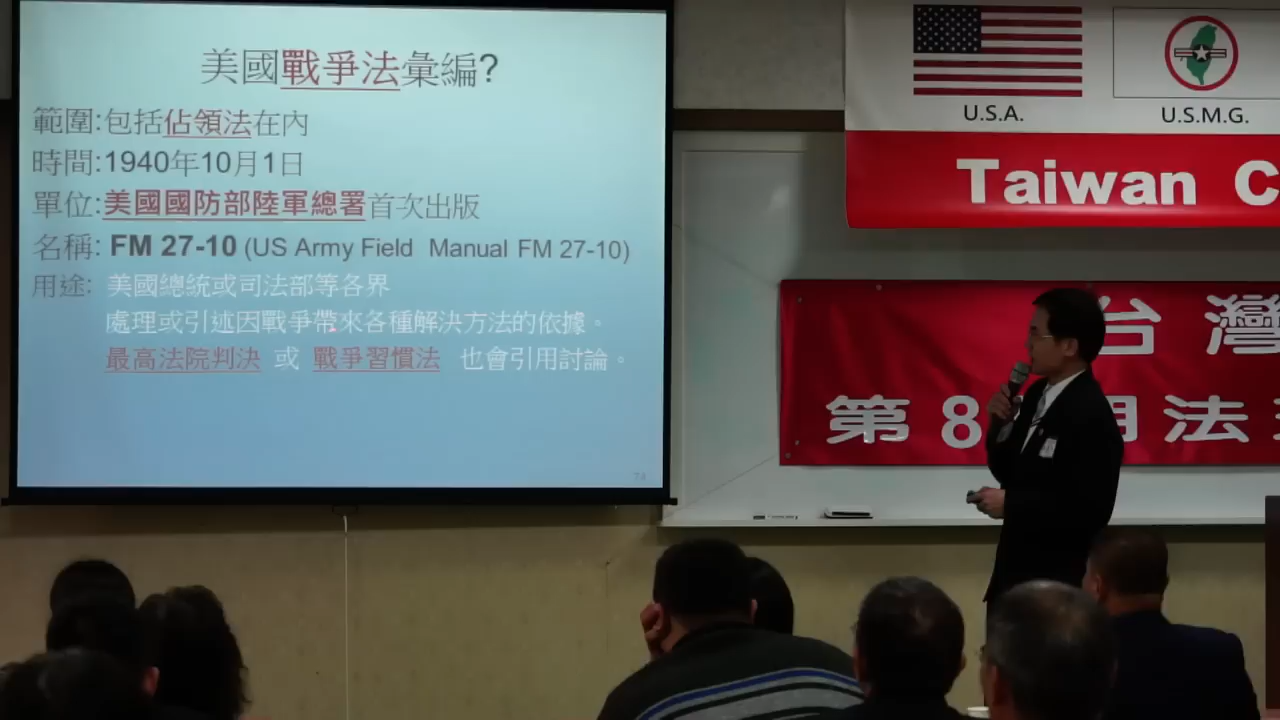 美國戰爭法彙編?
範圍:包括佔領法在內
時間:1940年10月1日
單位:美國國防部陸軍總署首次出版
名稱: FM 27-10 (US Army Field Manual FM 27-10)
用途: 美國總統或司法部等各界
處理或引述因戰爭帶來各種解決方法的依據。
最高法院判決 或 戰爭習慣法 也會引用討論。
U.S.A.
U.S.M.G.
Taiwan C
台灣
第8 期法